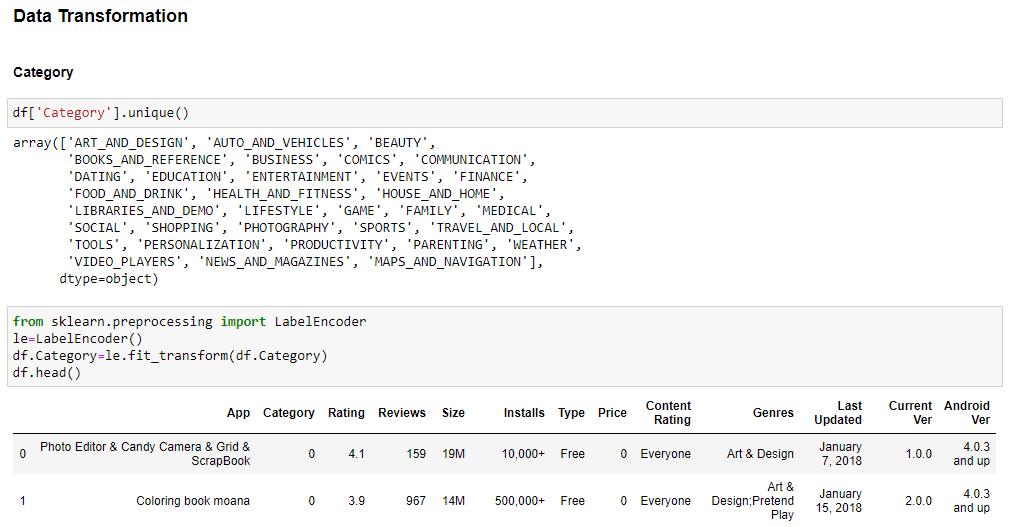 Data Transformation
Category
df['Category'].unique()
array(['ART_AND_DESIGN', 'AUTO_AND_VEHICLES', 'BEAUTY',
'BOOKS_AND_REFERENCE', 'BUSINESS', 'COMICS', 'COMMUNICATION',
'DATING', 'EDUCATION', 'ENTERTAINMENT', 'EVENTS', 'FINANCE',
'FOOD_AND_DRINK', 'HEALTH_AND_FITNESS', 'HOUSE_AND_HOME',
'LIBRARIES_AND_DEMO', 'LIFESTYLE', 'GAME', 'FAMILY', 'MEDICAL',
'SOCIAL', 'SHOPPING', 'PHOTOGRAPHY', 'SPORTS', 'TRAVEL_AND_LOCAL',
'TOOLS', 'PERSONALIZATION', 'PRODUCTIVITY', 'PARENTING', 'WEATHER',
'VIDEO_PLAYERS', 'NEWS_AND_MAGAZINES', 'MAPS_AND_NAVIGATION'],
dtype=object)
from sklearn.preprocessing import LabelEncoder
le=LabelEncoder()
df.Category=le.fit_transform(df.Category)
df.head()
App Category Rating Reviews Size Installs Type Price Content Rating Genres Last Updated Current Ver Android Ver
0 Photo Editor & Candy Camera & Grid & ScrapBook 0 4.1 159 19M 10,000+ Free 0 Everyone Art & Design January 7, 2018 1.0.0 4.0.3 and up
1 Coloring book moana 0 3.9 967 14M 500,000+ Free 0 Everyone Art & Design;Pretend Play January 15, 2018 2.0.0 4.0.3 and up